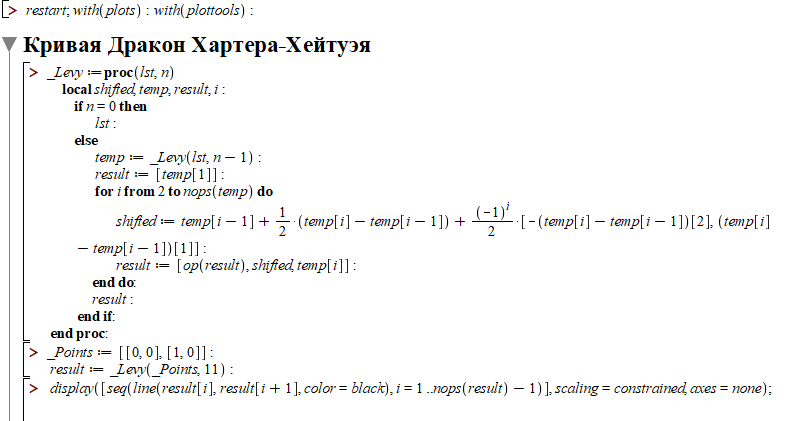 > restart; with(plots) : with(plottools) :
Кривая Дракон Хартера-Хейтуэя
> _Levy := proc(lst, n)
local shifted, temp, result, i :
if n = 0 then
lst :
else
temp := _Levy(lst, n − 1) :
result := [temp[1]] :
for i from 2 to nops(temp) do
shifted := temp[i − 1] + 1/2 · (temp[i] − temp[i − 1]) + (−1)^i/2 · [−(temp[i] − temp[i − 1])[2], (temp[i]
− temp[i − 1])[1]] :
result := [op(result), shifted, temp[i]] :
end do:
result :
end if:
end proc:
> _Points := [[0, 0], [1, 0]] :
result := _Levy(_Points, 11) :
> display([seq(line(result[i], result[i + 1], color = black), i = 1 ..nops(result) − 1)], scaling = constrained, axes = none);